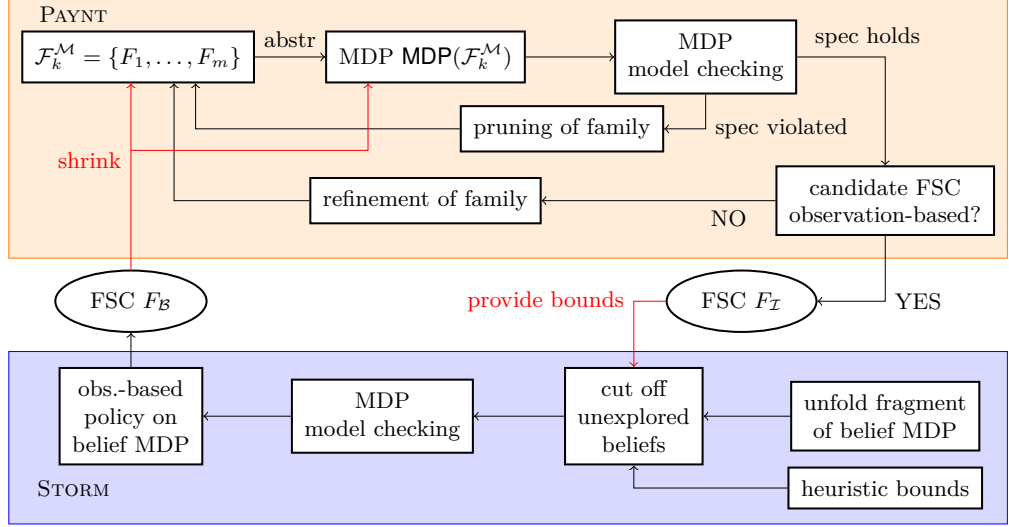 PAYNT
𝓕ₖ^𝓜 = {F₁, . . . , Fₘ}
abstr
MDP MDP(𝓕ₖ^𝓜)
MDP
model checking
spec holds
pruning of family
spec violated
shrink
refinement of family
NO
candidate FSC
observation-based?
FSC F_𝓑
provide bounds
FSC F_𝓘
YES
obs.-based
policy on
belief MDP
MDP
model checking
cut off
unexplored
beliefs
unfold fragment
of belief MDP
STORM
heuristic bounds